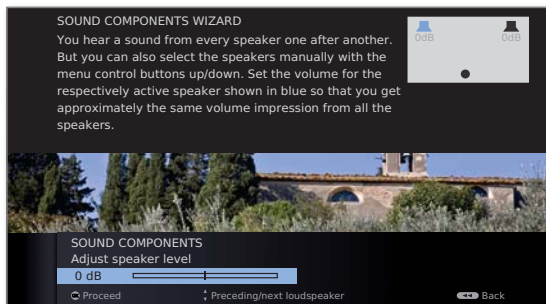 SOUND COMPONENTS WIZARD
You hear a sound from every speaker one after another.
But you can also select the speakers manually with the
menu control buttons up/down. Set the volume for the
respectively active speaker shown in blue so that you get
approximately the same volume impression from all the
speakers.
0dB
0dB
SOUND COMPONENTS
Adjust speaker level
0 dB
OK Proceed
Preceding/next loudspeaker
Back